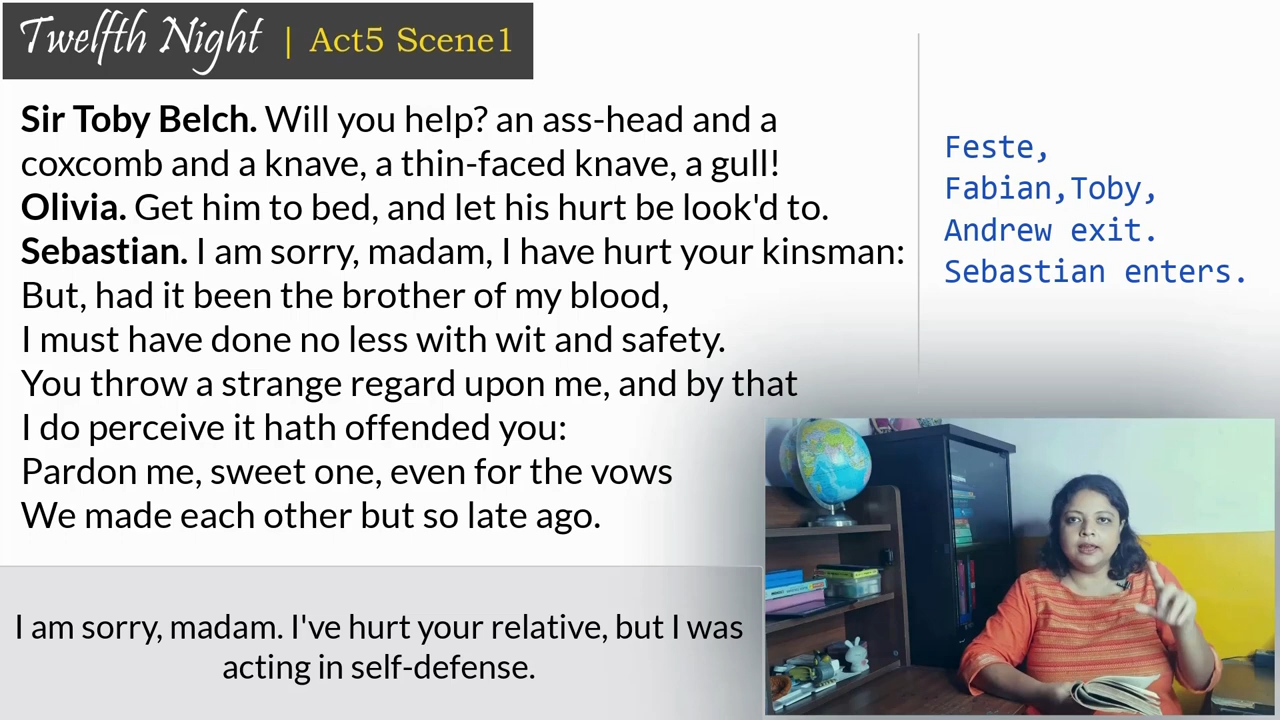 Twelfth Night | Act5 Scene1
Sir Toby Belch. Will you help? an ass-head and a
coxcomb and a knave, a thin-faced knave, a gull!
Olivia. Get him to bed, and let his hurt be look'd to.
Sebastian. I am sorry, madam, I have hurt your kinsman:
But, had it been the brother of my blood,
I must have done no less with wit and safety.
You throw a strange regard upon me, and by that
I do perceive it hath offended you:
Pardon me, sweet one, even for the vows
We made each other but so late ago.
Feste,
Fabian,Toby,
Andrew exit.
Sebastian enters.
I am sorry, madam. I've hurt your relative, but I was
acting in self-defense.